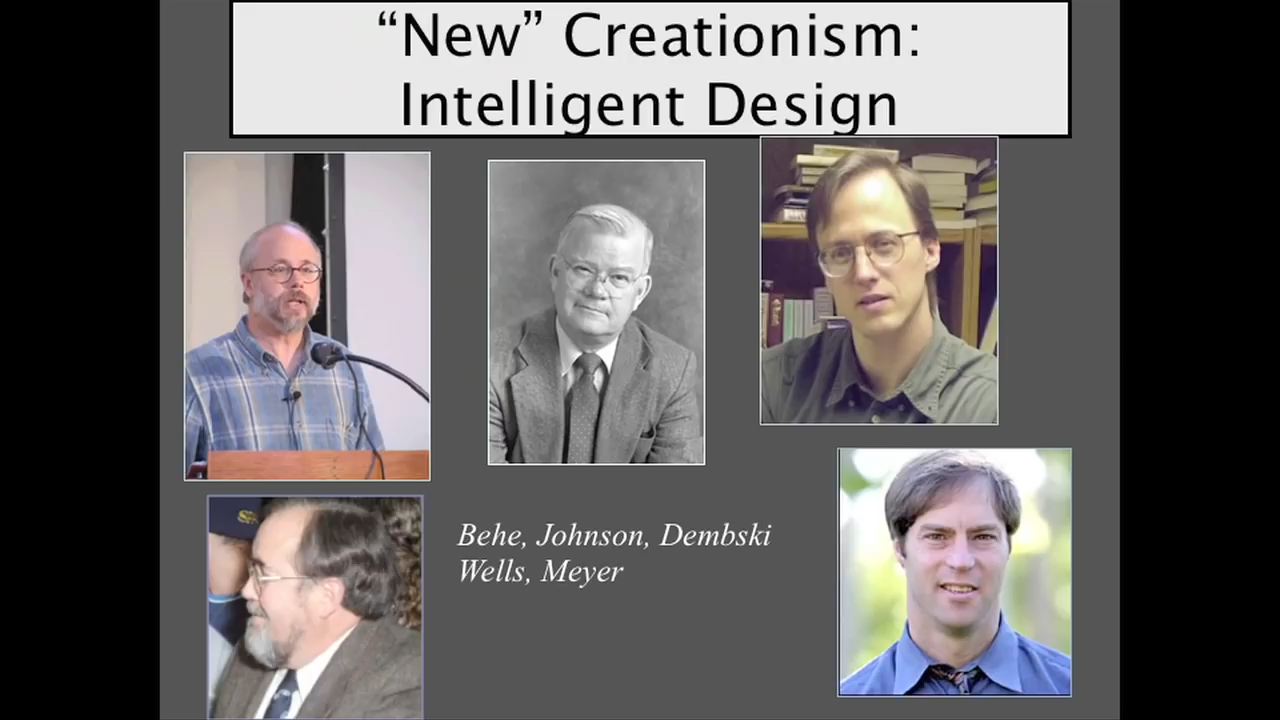 “New” Creationism:
Intelligent Design
Behe, Johnson, Dembski
Wells, Meyer